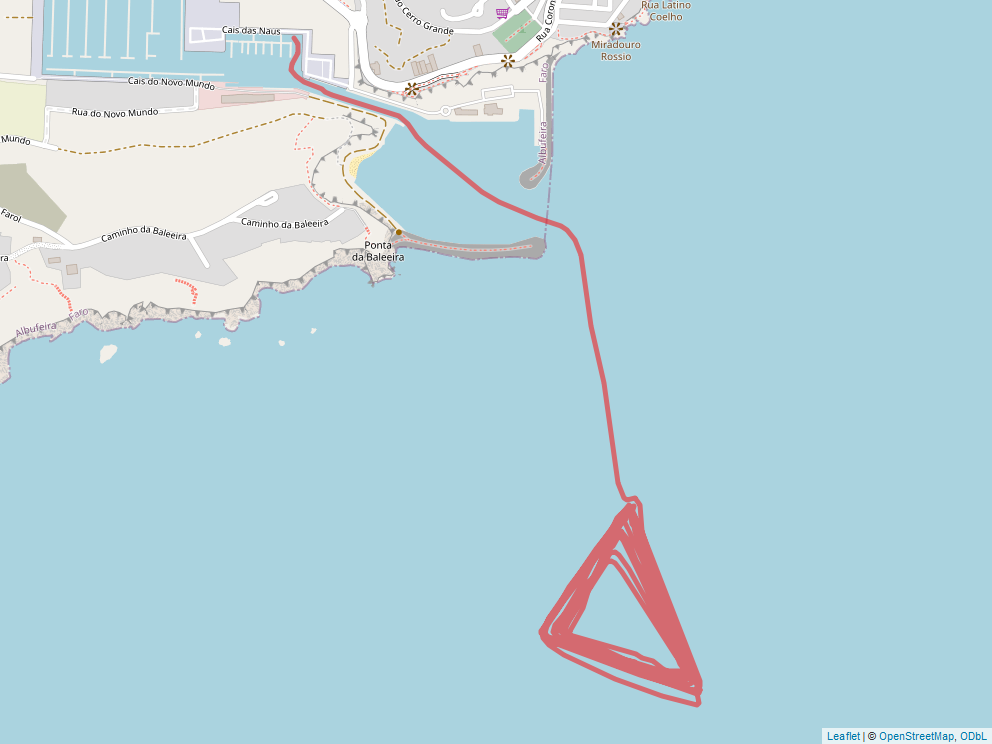 Rua Latino
Coelho
do Cerro Grande
Rua Coron
Cais das Naus
Miradouro
Rossio
Faro
Cais do Novo Mundo
Rua do Novo Mundo
Mundo
Albufeira
Farol
Caminho da Baleeira
Caminho da Baleeira
Ponta
da Baleeira
ra
Faro
Albufeira
Leaflet | © OpenStreetMap, ODbL